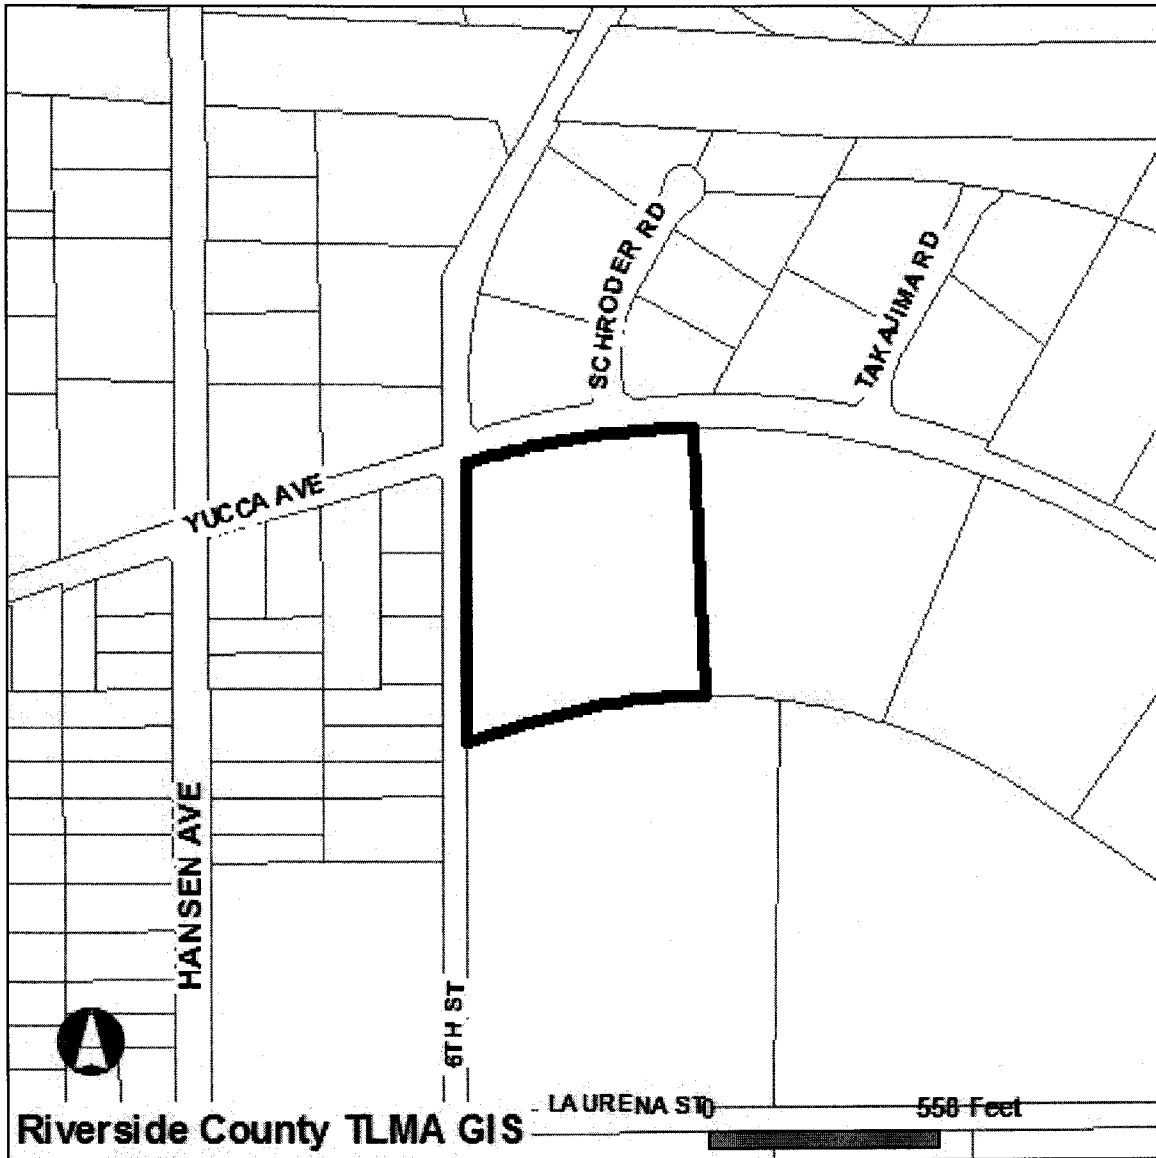 SCHRODER RD
TAKAJIMA RD
YUCCA AVE
HANSEN AVE
6TH ST
LAURENA ST
0
558 Feet
Riverside County TLMA GIS